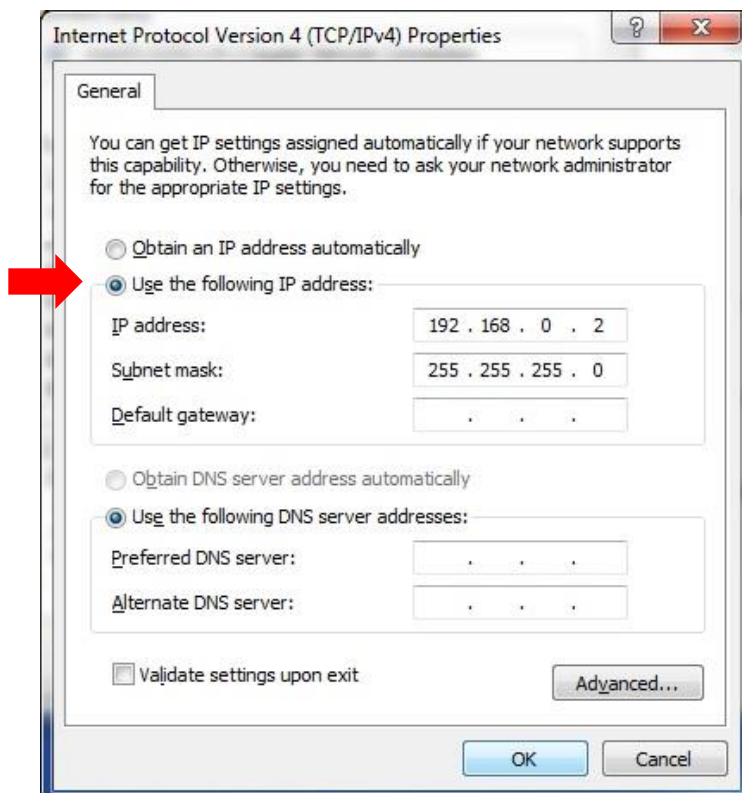 Internet Protocol Version 4 (TCP/IPv4) Properties
General
You can get IP settings assigned automatically if your network supports
this capability. Otherwise, you need to ask your network administrator
for the appropriate IP settings.
Obtain an IP address automatically
Use the following IP address:
IP address: 192 . 168 . 0 . 2
Subnet mask: 255 . 255 . 255 . 0
Default gateway: . . .
Obtain DNS server address automatically
Use the following DNS server addresses:
Preferred DNS server: . . .
Alternate DNS server: . . .
Validate settings upon exit
Advanced...
OK Cancel